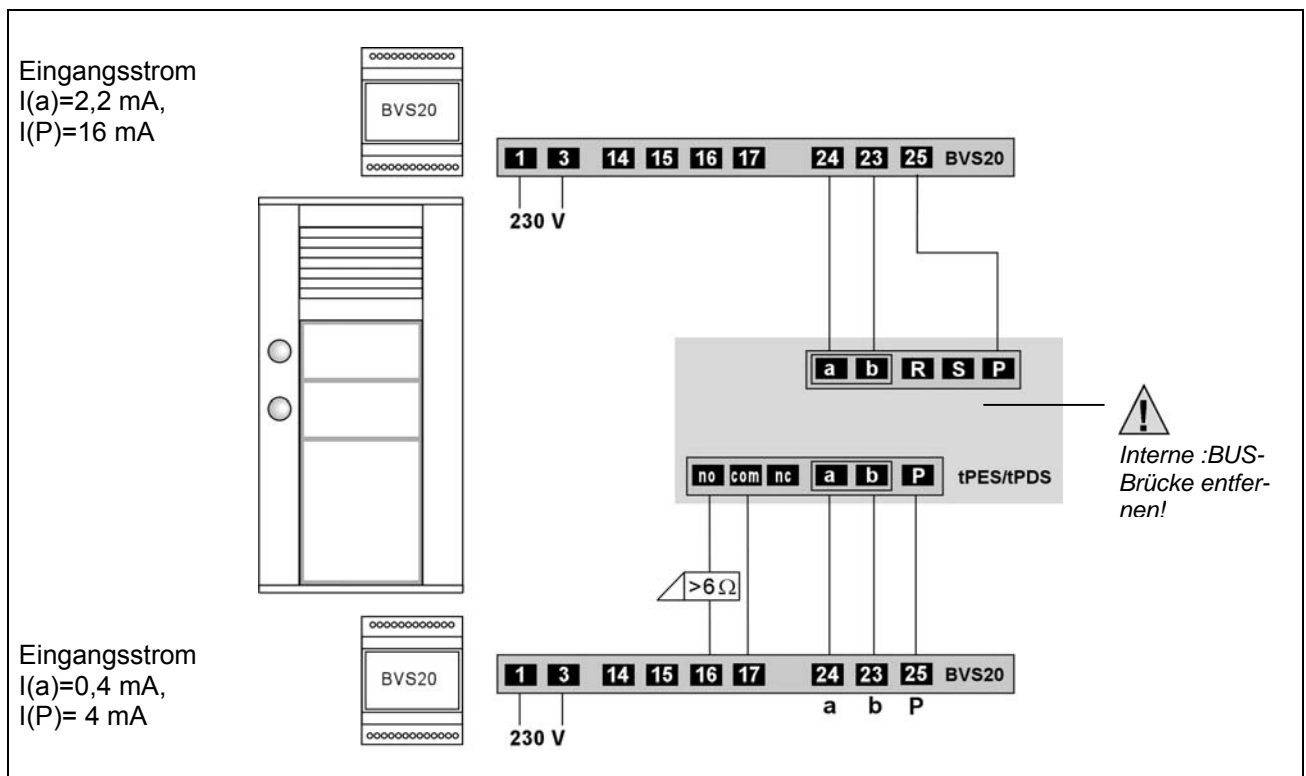 Eingangsstrom
I(a)=2,2 mA,
I(P)=16 mA
BVS20
1 3 14 15 16 17 24 23 25 BVS20
230 V
a b R S P
Interne :BUS-
Brücke entfer-
nen!
no com nc a b P tPES/tPDS
>6 Ω
Eingangsstrom
I(a)=0,4 mA,
I(P)= 4 mA
BVS20
1 3 14 15 16 17 24 23 25 BVS20
a b P
230 V